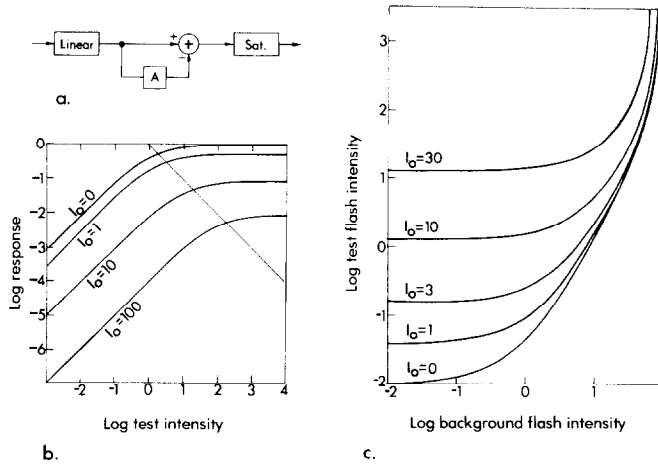 Linear
+
−
+
Sat.
A
a.
0
-1
-2
-3
-4
-5
-6
Log response
I₀=0
I₀=1
I₀=10
I₀=100
-2 -1 0 1 2 3 4
Log test intensity
b.
3
2
1
0
-1
-2
Log test flash intensity
I₀=30
I₀=10
I₀=3
I₀=1
I₀=0
-2 -1 0 1
Log background flash intensity
c.